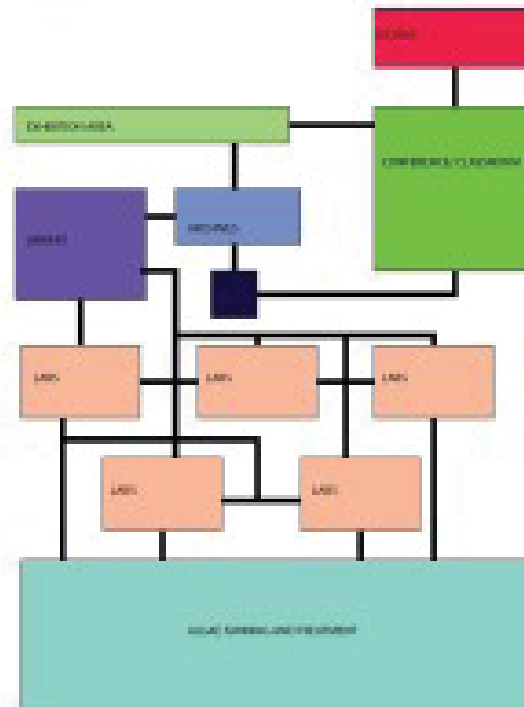 EXHIBITION AREA
CONFERENCE/CLASSROOM
LIBRARY
ARCHIVES
LABS
LABS
LABS
LABS
LABS